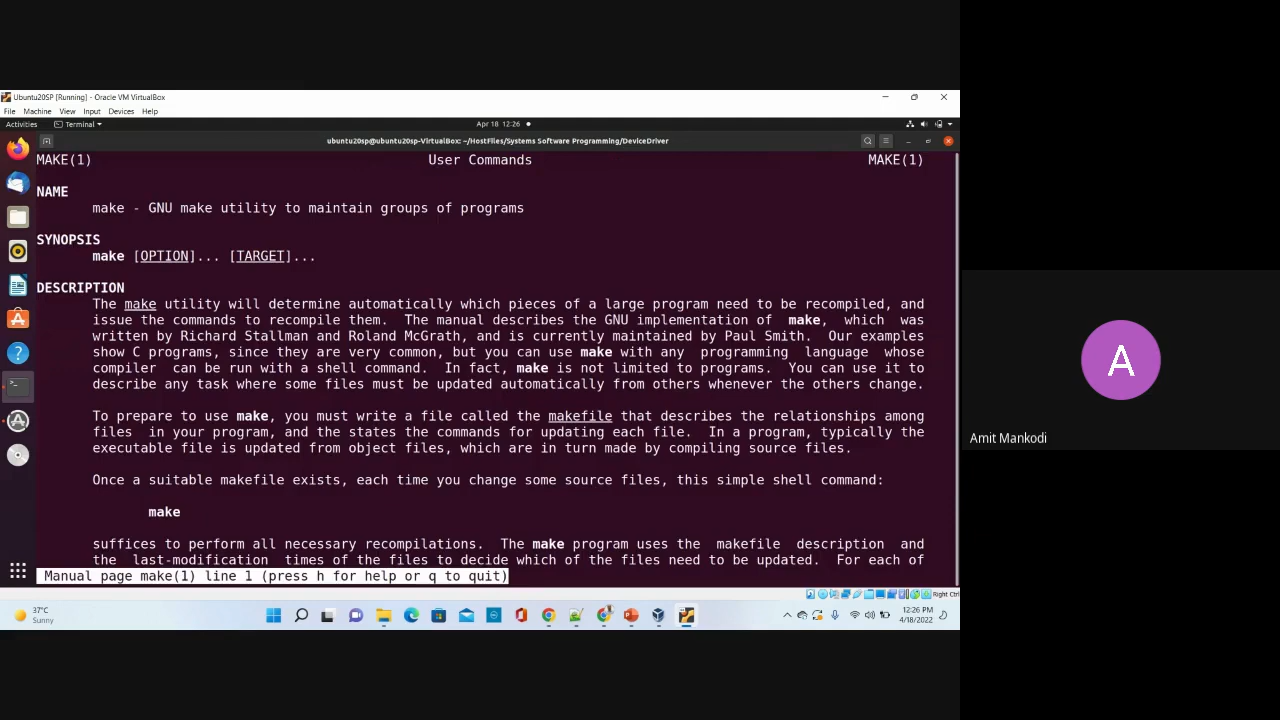 Ubuntu20SP [Running] - Oracle VM VirtualBox
File Machine View Input Devices Help
Activities Terminal Apr 18 12:26
ubuntu20sp@ubuntu20sp-VirtualBox: ~/HostFiles/Systems Software Programming/DeviceDriver
MAKE(1) User Commands MAKE(1)
NAME
make - GNU make utility to maintain groups of programs
SYNOPSIS
make [OPTION]... [TARGET]...
DESCRIPTION
The make utility will determine automatically which pieces of a large program need to be recompiled, and
issue the commands to recompile them. The manual describes the GNU implementation of make, which was
written by Richard Stallman and Roland McGrath, and is currently maintained by Paul Smith. Our examples
show C programs, since they are very common, but you can use make with any programming language whose
compiler can be run with a shell command. In fact, make is not limited to programs. You can use it to
describe any task where some files must be updated automatically from others whenever the others change.
To prepare to use make, you must write a file called the makefile that describes the relationships among
files in your program, and the states the commands for updating each file. In a program, typically the
executable file is updated from object files, which are in turn made by compiling source files.
Once a suitable makefile exists, each time you change some source files, this simple shell command:
make
suffices to perform all necessary recompilations. The make program uses the makefile description and
the last-modification times of the files to decide which of the files need to be updated. For each of
Manual page make(1) line 1 (press h for help or q to quit)
Right Ctrl
37°C
Sunny
12:26 PM
4/18/2022
A
Amit Mankodi